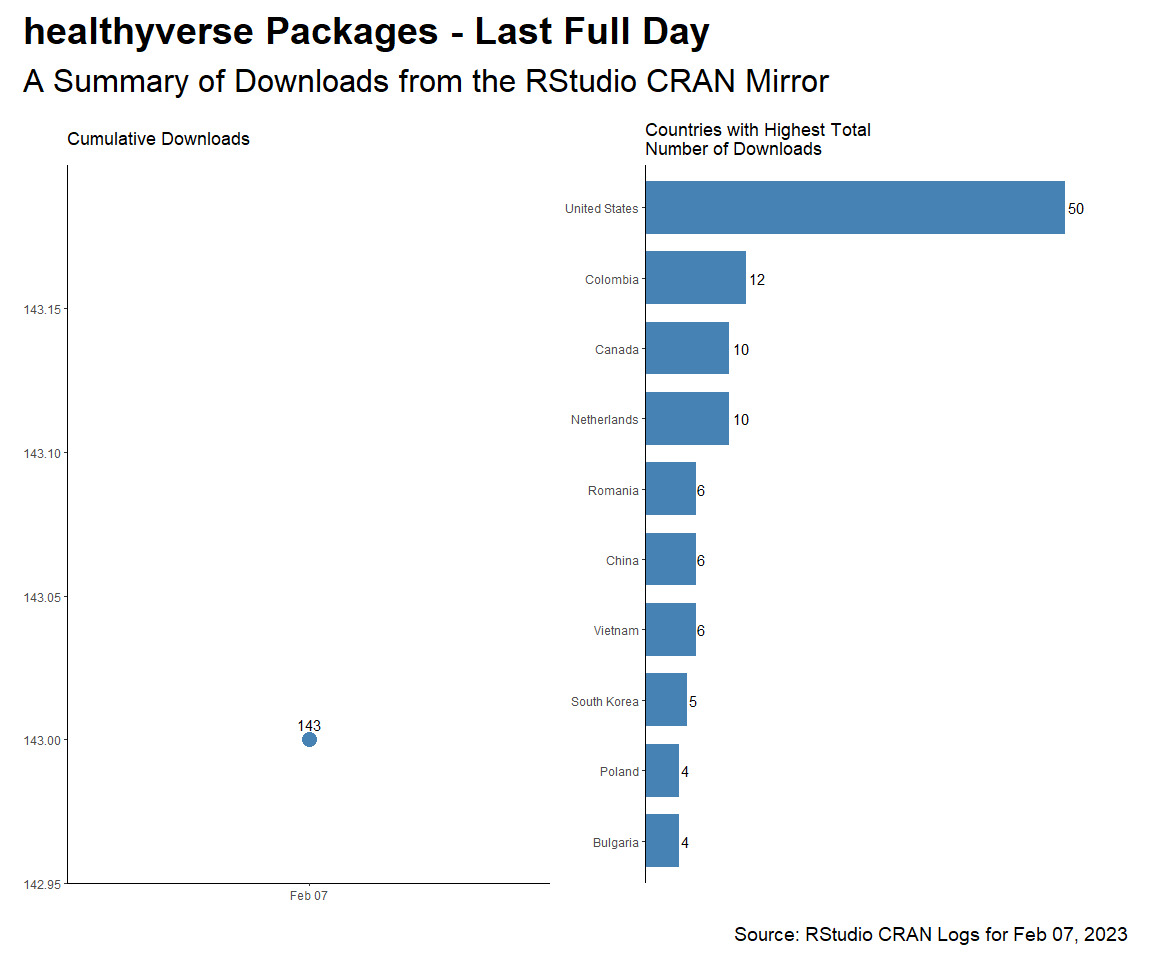 healthyverse Packages - Last Full Day
A Summary of Downloads from the RStudio CRAN Mirror
Cumulative Downloads
143.15
143.10
143.05
143.00
142.95
143
Feb 07
Countries with Highest Total
Number of Downloads
United States 50
Colombia 12
Canada 10
Netherlands 10
Romania 6
China 6
Vietnam 6
South Korea 5
Poland 4
Bulgaria 4
Source: RStudio CRAN Logs for Feb 07, 2023